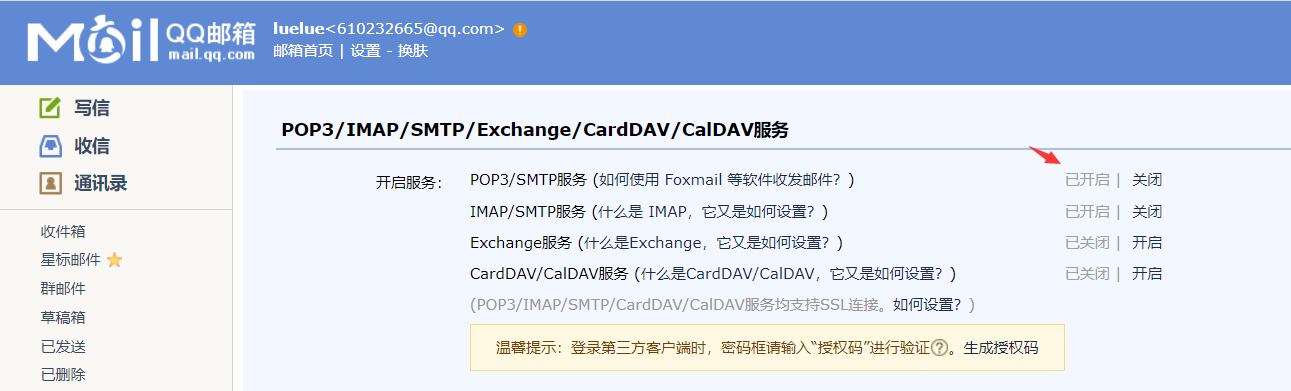 Mail QQ邮箱 mail.qq.com
luelue<610232665@qq.com>
邮箱首页 | 设置 - 换肤
写信
收信
通讯录
收件箱
星标邮件
群邮件
草稿箱
已发送
已删除
POP3/IMAP/SMTP/Exchange/CardDAV/CalDAV服务
开启服务： POP3/SMTP服务 (如何使用 Foxmail 等软件收发邮件？) 已开启 | 关闭
IMAP/SMTP服务 (什么是 IMAP，它又是如何设置？) 已开启 | 关闭
Exchange服务 (什么是Exchange，它又是如何设置？) 已关闭 | 开启
CardDAV/CalDAV服务 (什么是CardDAV/CalDAV，它又是如何设置？) 已关闭 | 开启
(POP3/IMAP/SMTP/CardDAV/CalDAV服务均支持SSL连接。如何设置？)
温馨提示：登录第三方客户端时，密码框请输入“授权码”进行验证?。生成授权码